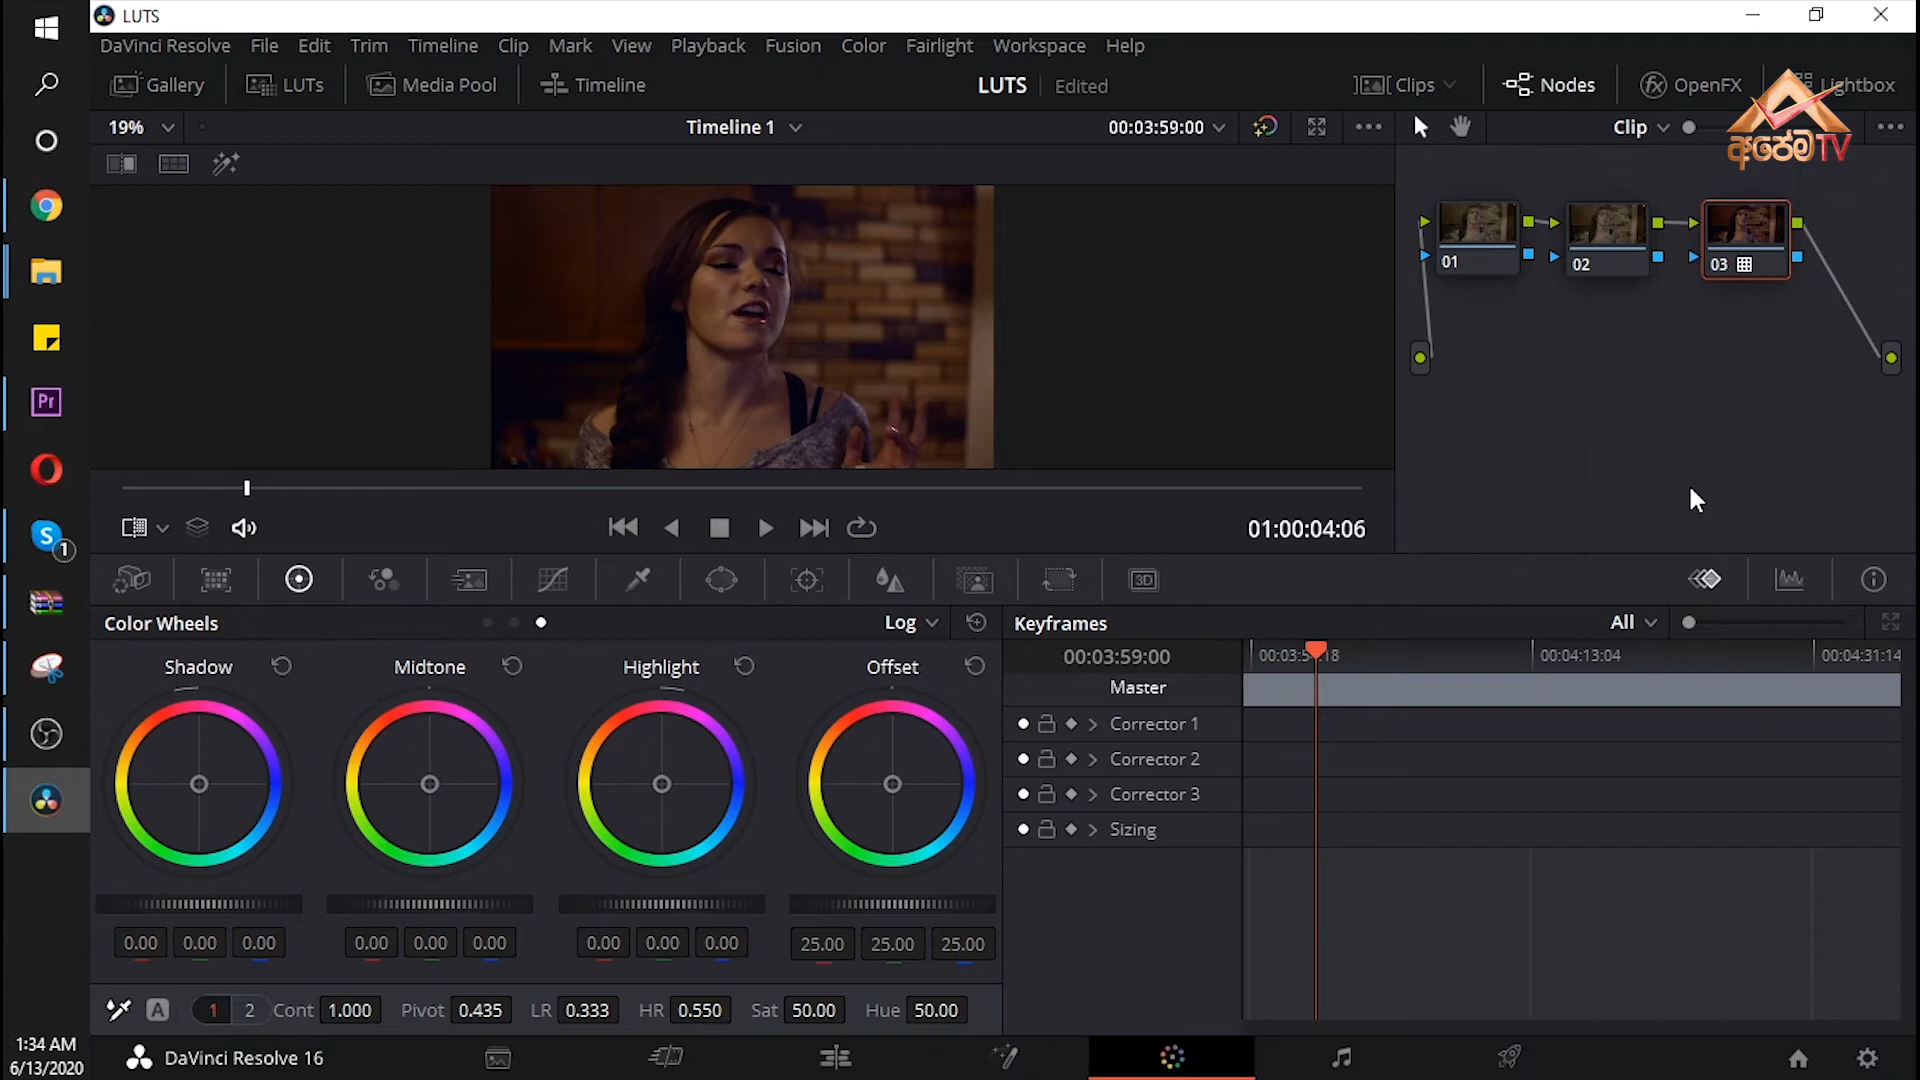 LUTS
DaVinci Resolve File Edit Trim Timeline Clip Mark View Playback Fusion Color Fairlight Workspace Help
Gallery LUTs Media Pool Timeline LUTS Edited Clips Nodes OpenFX Lightbox
අපේම TV
19% Timeline 1 00:03:59:00 Clip
01 02 03
Pr
S 1
01:00:04:06
3D
Color Wheels Log Keyframes All
Shadow Midtone Highlight Offset
00:03:59:00 00:04:13:04 00:04:31:14
Master
Corrector 1
Corrector 2
Corrector 3
Sizing
0.00 0.00 0.00 0.00 0.00 0.00 0.00 0.00 0.00 25.00 25.00 25.00
A 1 2 Cont 1.000 Pivot 0.435 LR 0.333 HR 0.550 Sat 50.00 Hue 50.00
1:34 AM
6/13/2020
DaVinci Resolve 16